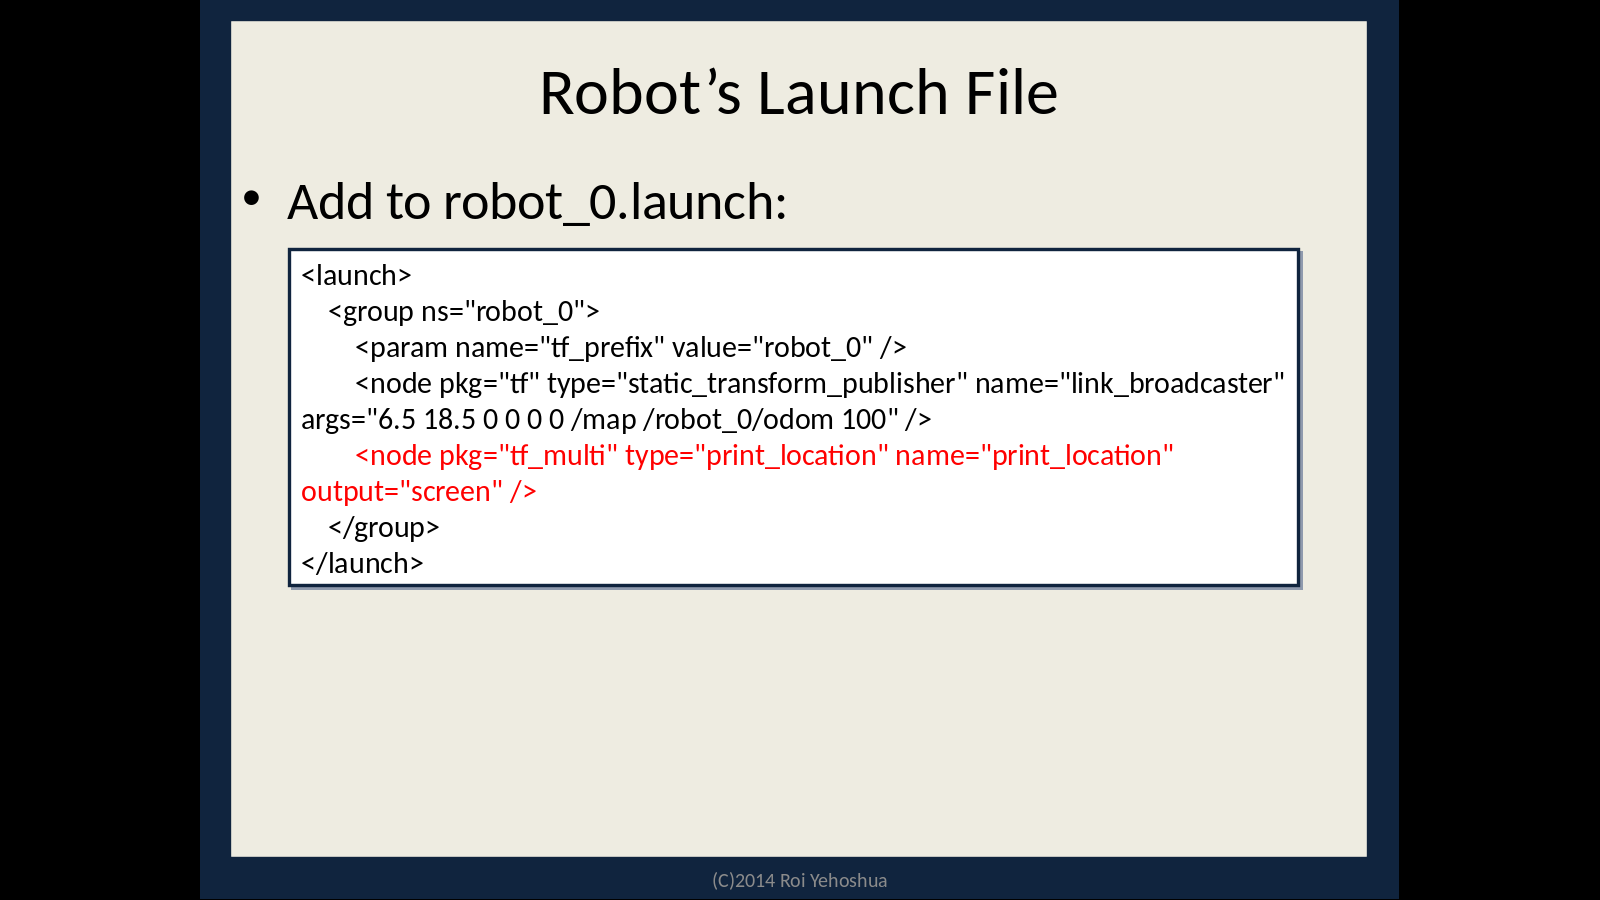 Robot’s Launch File
• Add to robot_0.launch:
<launch>
<group ns="robot_0">
<param name="tf_prefix" value="robot_0" />
<node pkg="tf" type="static_transform_publisher" name="link_broadcaster"
args="6.5 18.5 0 0 0 0 /map /robot_0/odom 100" />
<node pkg="tf_multi" type="print_location" name="print_location"
output="screen" />
</group>
</launch>
(C)2014 Roi Yehoshua